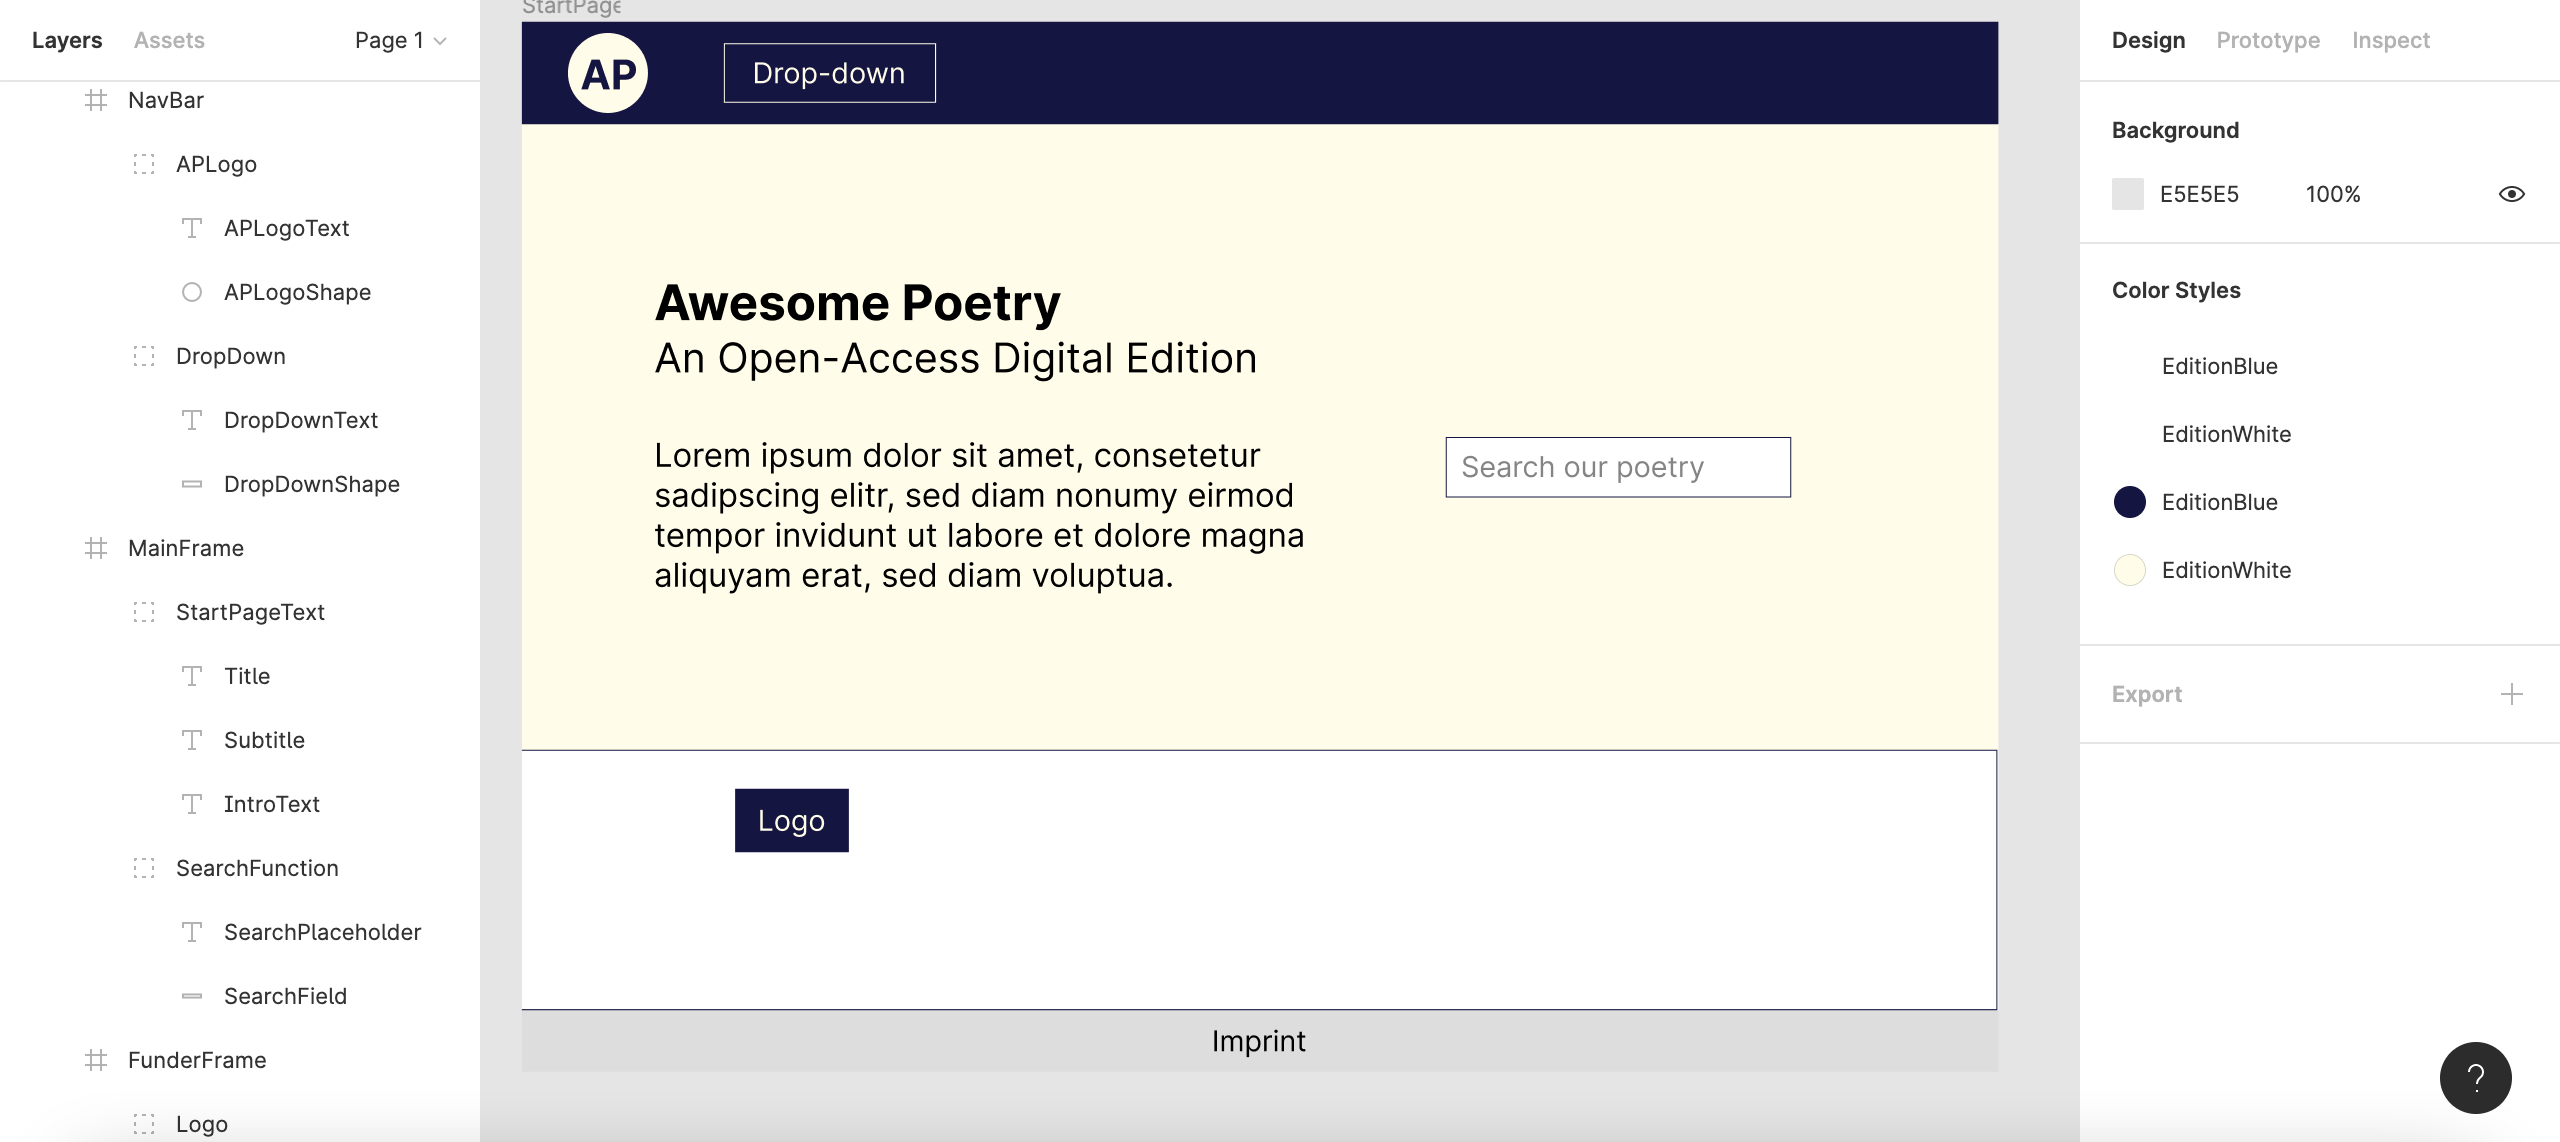 Layers Assets Page 1
NavBar
APLogo
APLogoText
APLogoShape
DropDown
DropDownText
DropDownShape
MainFrame
StartPageText
Title
Subtitle
IntroText
SearchFunction
SearchPlaceholder
SearchField
FunderFrame
Logo
StartPage
AP Drop-down
Awesome Poetry
An Open-Access Digital Edition
Lorem ipsum dolor sit amet, consetetur
sadipscing elitr, sed diam nonumy eirmod
tempor invidunt ut labore et dolore magna
aliquyam erat, sed diam voluptua.
Search our poetry
Logo
Imprint
Design Prototype Inspect
Background
E5E5E5 100%
Color Styles
EditionBlue
EditionWhite
EditionBlue
EditionWhite
Export
?